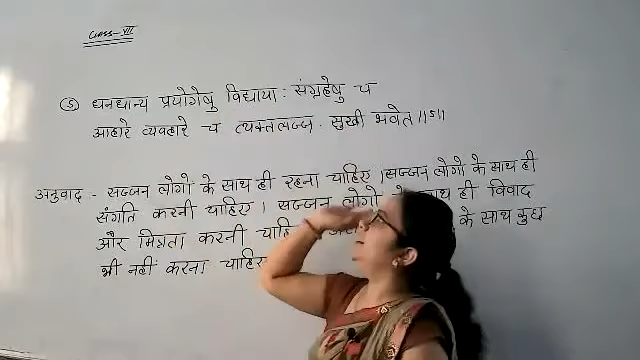 Class - VII
(5) धनधान्य प्रयोगेषु विद्याया: संग्रहेषु च
आहारे व्यवहारे च त्यक्तलज्ज: सुखी भवेत ॥5॥
अनुवाद - सज्जन लोगों के साथ ही रहना चाहिए । सज्जन लोगो के साथ ही
संगति करनी चाहिए । सज्जन लोगो साथ ही विवाद
और मित्रता करनी के साथ कुछ
भी नहीं करना चाहिए